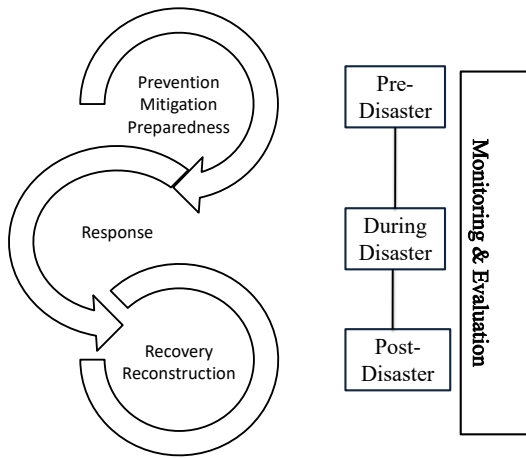 Prevention
Mitigation
Preparedness
Response
Recovery
Reconstruction
Pre-
Disaster
During
Disaster
Post-
Disaster
Monitoring & Evaluation